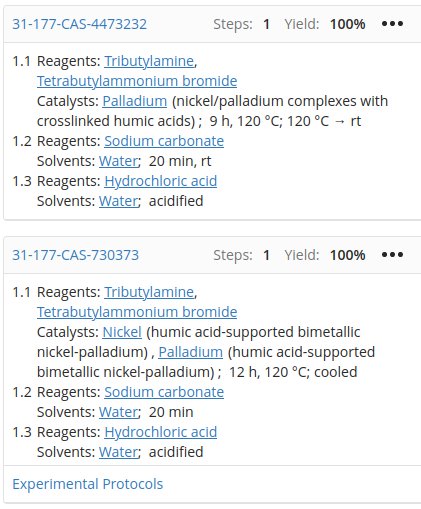 31-177-CAS-4473232 Steps: 1 Yield: 100% •••
1.1 Reagents: Tributylamine,
Tetrabutylammonium bromide
Catalysts: Palladium (nickel/palladium complexes with
crosslinked humic acids) ; 9 h, 120 °C; 120 °C → rt
1.2 Reagents: Sodium carbonate
Solvents: Water; 20 min, rt
1.3 Reagents: Hydrochloric acid
Solvents: Water; acidified
31-177-CAS-730373 Steps: 1 Yield: 100% •••
1.1 Reagents: Tributylamine,
Tetrabutylammonium bromide
Catalysts: Nickel (humic acid-supported bimetallic
nickel-palladium) , Palladium (humic acid-supported
bimetallic nickel-palladium) ; 12 h, 120 °C; cooled
1.2 Reagents: Sodium carbonate
Solvents: Water; 20 min
1.3 Reagents: Hydrochloric acid
Solvents: Water; acidified
Experimental Protocols